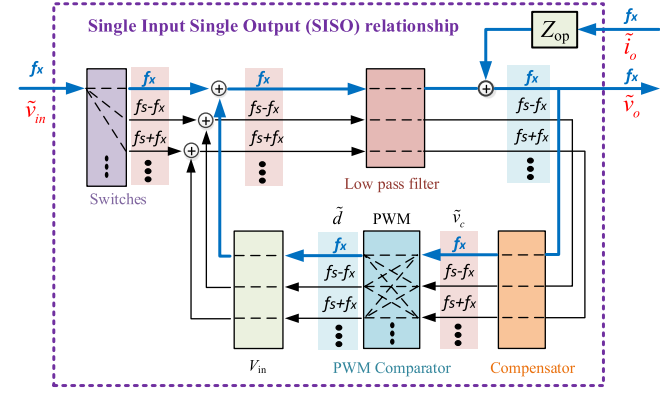 Single Input Single Output (SISO) relationship
Zop
fx
ĩo
fx
ṽin
fx
fs-fx
fs+fx
Switches
fx
fs-fx
fs+fx
Low pass filter
fx
fs-fx
fs+fx
fx
ṽo
d̃
PWM
ṽc
fx
fs-fx
fs+fx
fx
fs-fx
fs+fx
Vin
PWM Comparator
Compensator